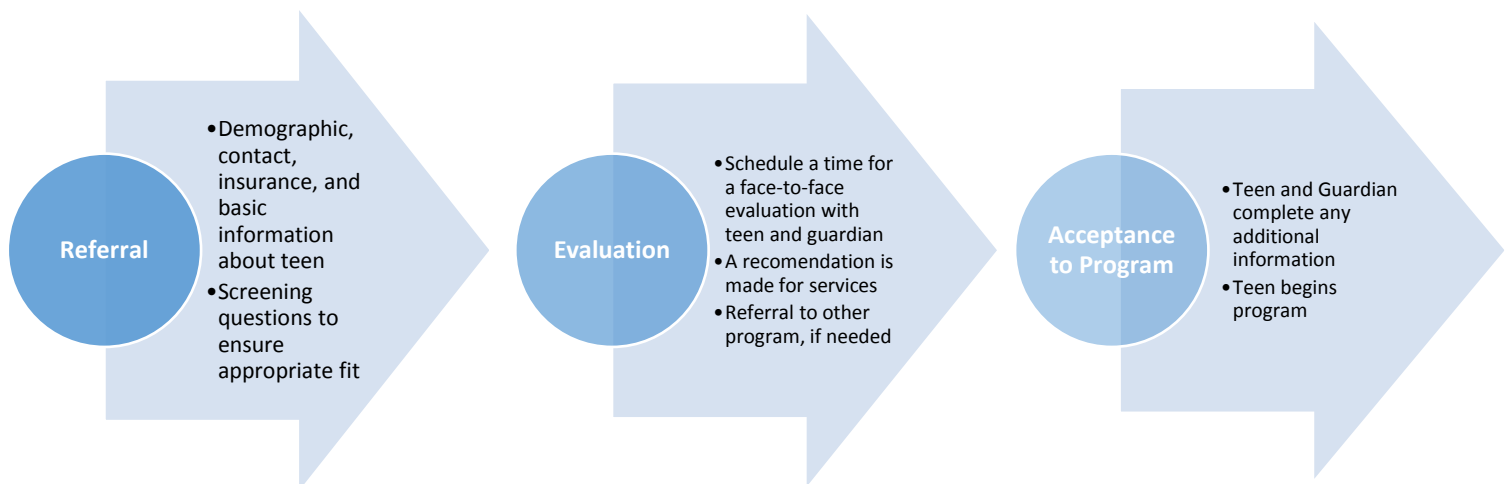 Referral
•Demographic,
contact,
insurance, and
basic
information
about teen
•Screening
questions to
ensure
appropriate fit
Evaluation
•Schedule a time for
a face-to-face
evaluation with
teen and guardian
•A recomendation is
made for services
•Referral to other
program, if needed
Acceptance
to Program
•Teen and Guardian
complete any
additional
information
•Teen begins
program